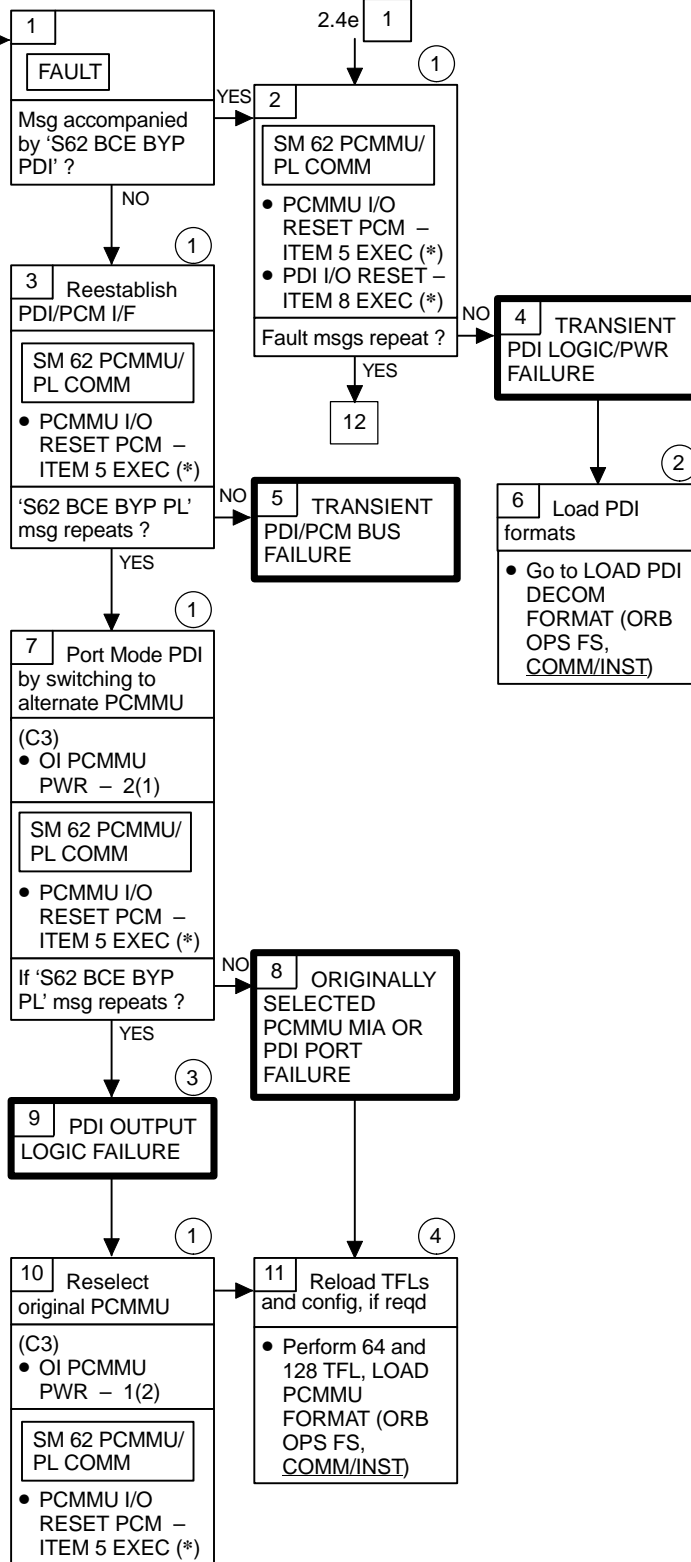 1
FAULT
Msg accompanied
by ‘S62 BCE BYP
PDI’ ?
YES
NO
2.4e
1
1
2
SM 62 PCMMU/
PL COMM
• PCMMU I/O
RESET PCM –
ITEM 5 EXEC (*)
• PDI I/O RESET –
ITEM 8 EXEC (*)
Fault msgs repeat ?
NO
YES
12
1
3 Reestablish
PDI/PCM I/F
SM 62 PCMMU/
PL COMM
• PCMMU I/O
RESET PCM –
ITEM 5 EXEC (*)
‘S62 BCE BYP PL’
msg repeats ?
NO
YES
4 TRANSIENT
PDI LOGIC/PWR
FAILURE
5 TRANSIENT
PDI/PCM BUS
FAILURE
2
6 Load PDI
formats
• Go to LOAD PDI
DECOM
FORMAT (ORB
OPS FS,
COMM/INST)
1
7 Port Mode PDI
by switching to
alternate PCMMU
(C3)
• OI PCMMU
PWR – 2(1)
SM 62 PCMMU/
PL COMM
• PCMMU I/O
RESET PCM –
ITEM 5 EXEC (*)
If ‘S62 BCE BYP
PL’ msg repeats ?
NO
YES
8 ORIGINALLY
SELECTED
PCMMU MIA OR
PDI PORT
FAILURE
3
9 PDI OUTPUT
LOGIC FAILURE
1
10 Reselect
original PCMMU
(C3)
• OI PCMMU
PWR – 1(2)
SM 62 PCMMU/
PL COMM
• PCMMU I/O
RESET PCM –
ITEM 5 EXEC (*)
4
11 Reload TFLs
and config, if reqd
• Perform 64 and
128 TFL, LOAD
PCMMU
FORMAT (ORB
OPS FS,
COMM/INST)